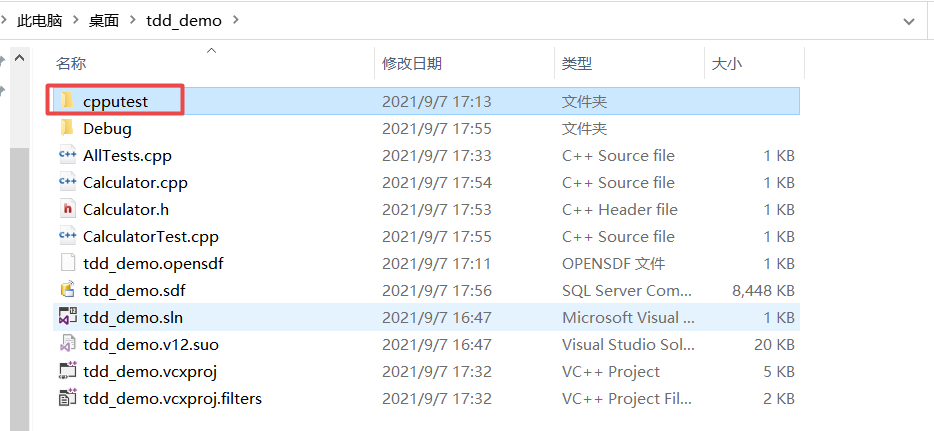 此电脑 > 桌面 > tdd_demo >
名称 修改日期 类型 大小
cpputest 2021/9/7 17:13 文件夹
Debug 2021/9/7 17:55 文件夹
AllTests.cpp 2021/9/7 17:33 C++ Source file 1 KB
Calculator.cpp 2021/9/7 17:54 C++ Source file 1 KB
Calculator.h 2021/9/7 17:53 C++ Header file 1 KB
CalculatorTest.cpp 2021/9/7 17:55 C++ Source file 1 KB
tdd_demo.opensdf 2021/9/7 17:11 OPENSDF 文件 1 KB
tdd_demo.sdf 2021/9/7 17:56 SQL Server Com... 8,448 KB
tdd_demo.sln 2021/9/7 16:47 Microsoft Visual ... 1 KB
tdd_demo.v12.suo 2021/9/7 16:47 Visual Studio Sol... 20 KB
tdd_demo.vcxproj 2021/9/7 17:32 VC++ Project 5 KB
tdd_demo.vcxproj.filters 2021/9/7 17:32 VC++ Project Fil... 2 KB